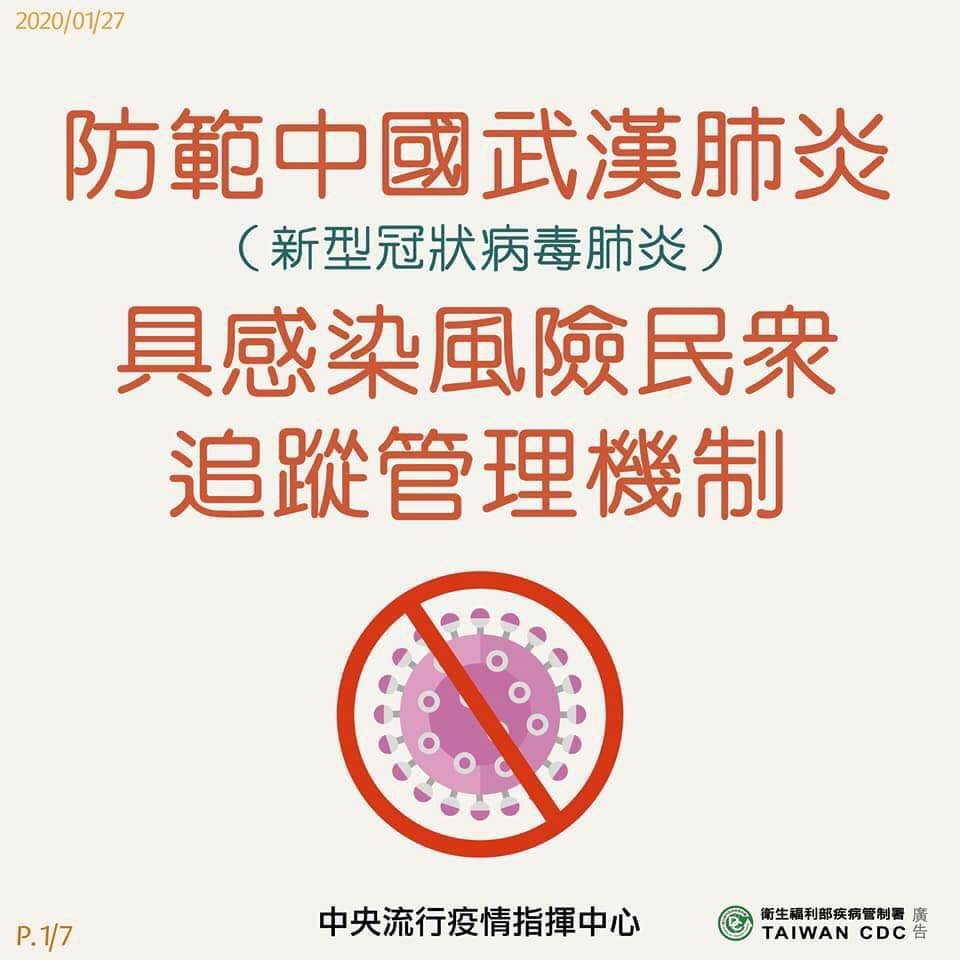 2020/01/27
防範中國武漢肺炎
（新型冠狀病毒肺炎）
具感染風險民眾
追蹤管理機制
P. 1/7
中央流行疫情指揮中心
衛生福利部疾病管制署
TAIWAN CDC
廣告